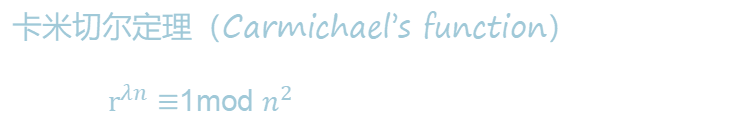 卡米切尔定理（Carmichael’s function）
r^{λn} ≡1mod n^2